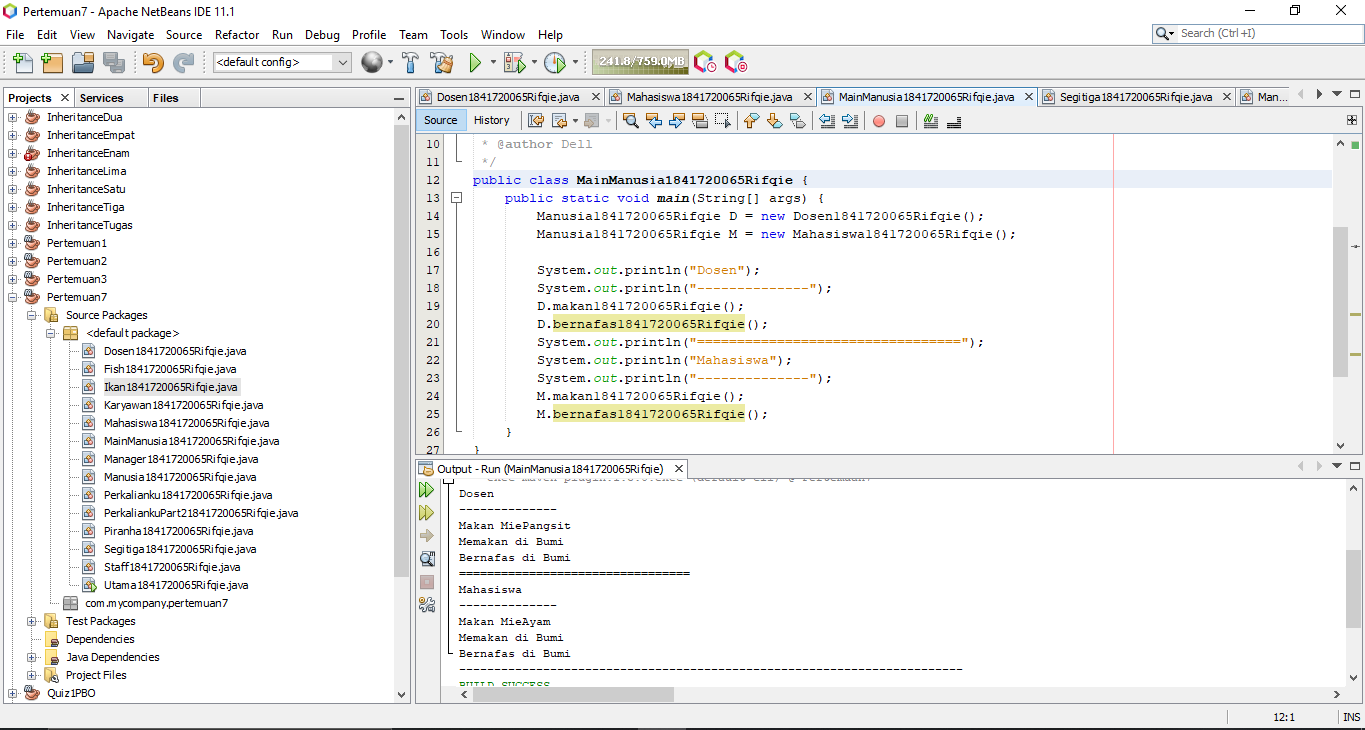 Pertemuan7 - Apache NetBeans IDE 11.1
File Edit View Navigate Source Refactor Run Debug Profile Team Tools Window Help
Search (Ctrl+I)
<default config>
241.8/759.0MB
Projects Services Files
InheritanceDua
InheritanceEmpat
InheritanceEnam
InheritanceLima
InheritanceSatu
InheritanceTiga
InheritanceTugas
Pertemuan1
Pertemuan2
Pertemuan3
Pertemuan7
Source Packages
<default package>
Dosen1841720065Rifqie.java
Fish1841720065Rifqie.java
Ikan1841720065Rifqie.java
Karyawan1841720065Rifqie.java
Mahasiswa1841720065Rifqie.java
MainManusia1841720065Rifqie.java
Manager1841720065Rifqie.java
Manusia1841720065Rifqie.java
Perkalianku1841720065Rifqie.java
PerkaliankuPart21841720065Rifqie.java
Piranha1841720065Rifqie.java
Segitiga1841720065Rifqie.java
Staff1841720065Rifqie.java
Utama1841720065Rifqie.java
com.mycompany.pertemuan7
Test Packages
Dependencies
Java Dependencies
Project Files
Quiz1PBO
Dosen1841720065Rifqie.java Mahasiswa1841720065Rifqie.java MainManusia1841720065Rifqie.java Segitiga1841720065Rifqie.java Man...
Source History
10 * @author Dell
11 */
12 public class MainManusia1841720065Rifqie {
13 public static void main(String[] args) {
14 Manusia1841720065Rifqie D = new Dosen1841720065Rifqie();
15 Manusia1841720065Rifqie M = new Mahasiswa1841720065Rifqie();
16
17 System.out.println("Dosen");
18 System.out.println("--------------");
19 D.makan1841720065Rifqie();
20 D.bernafas1841720065Rifqie();
21 System.out.println("=================================");
22 System.out.println("Mahasiswa");
23 System.out.println("--------------");
24 M.makan1841720065Rifqie();
25 M.bernafas1841720065Rifqie();
26 }
27 }
Output - Run (MainManusia1841720065Rifqie)
Dosen
--------------
Makan MiePangsit
Memakan di Bumi
Bernafas di Bumi
=================================
Mahasiswa
--------------
Makan MieAyam
Memakan di Bumi
Bernafas di Bumi
------------------------------------------------------------------------
BUILD SUCCESS
12:1 INS